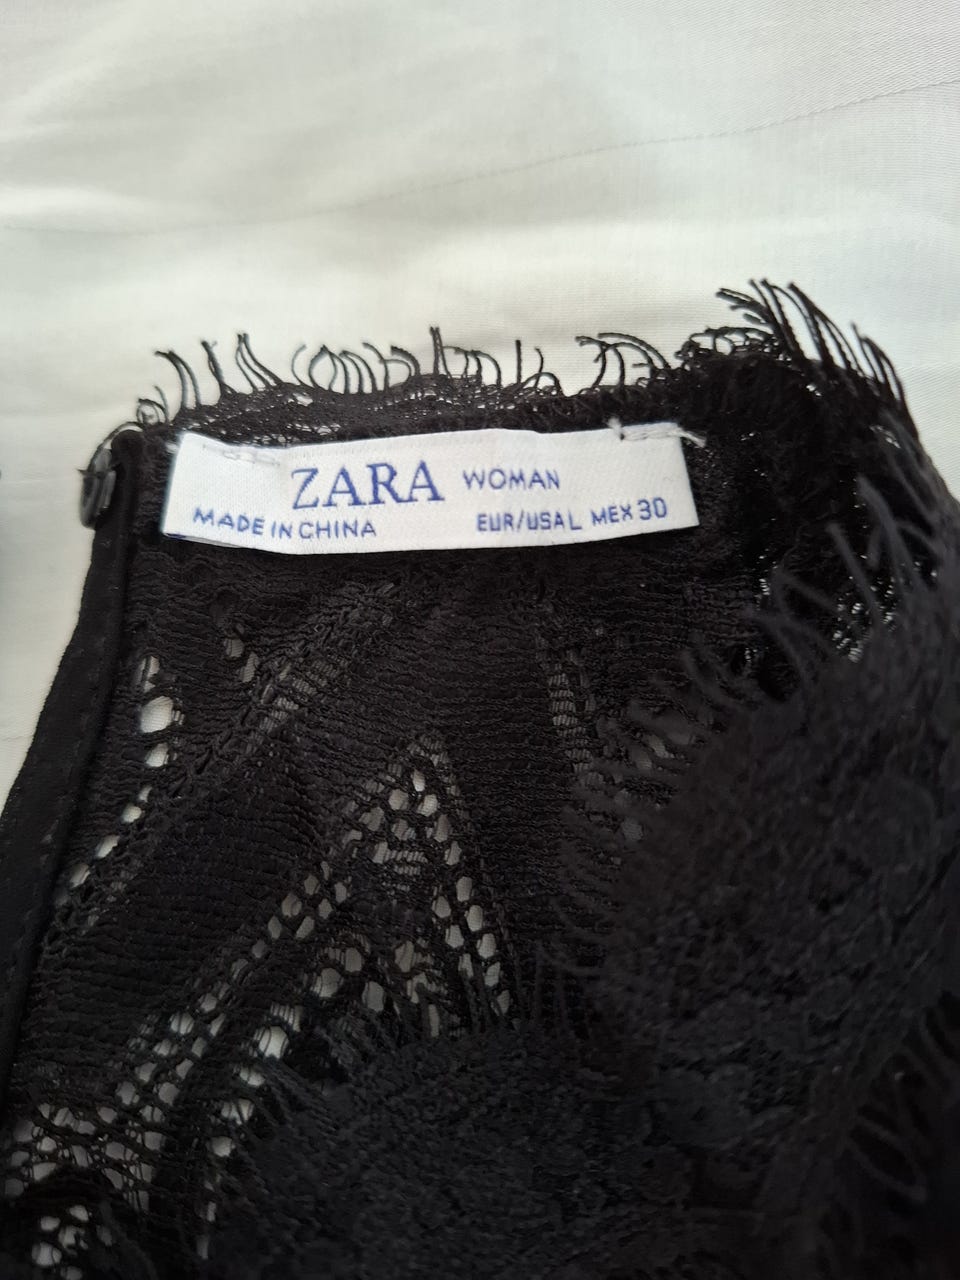 ZARA WOMAN
MADE IN CHINA EUR/USA L MEX 30